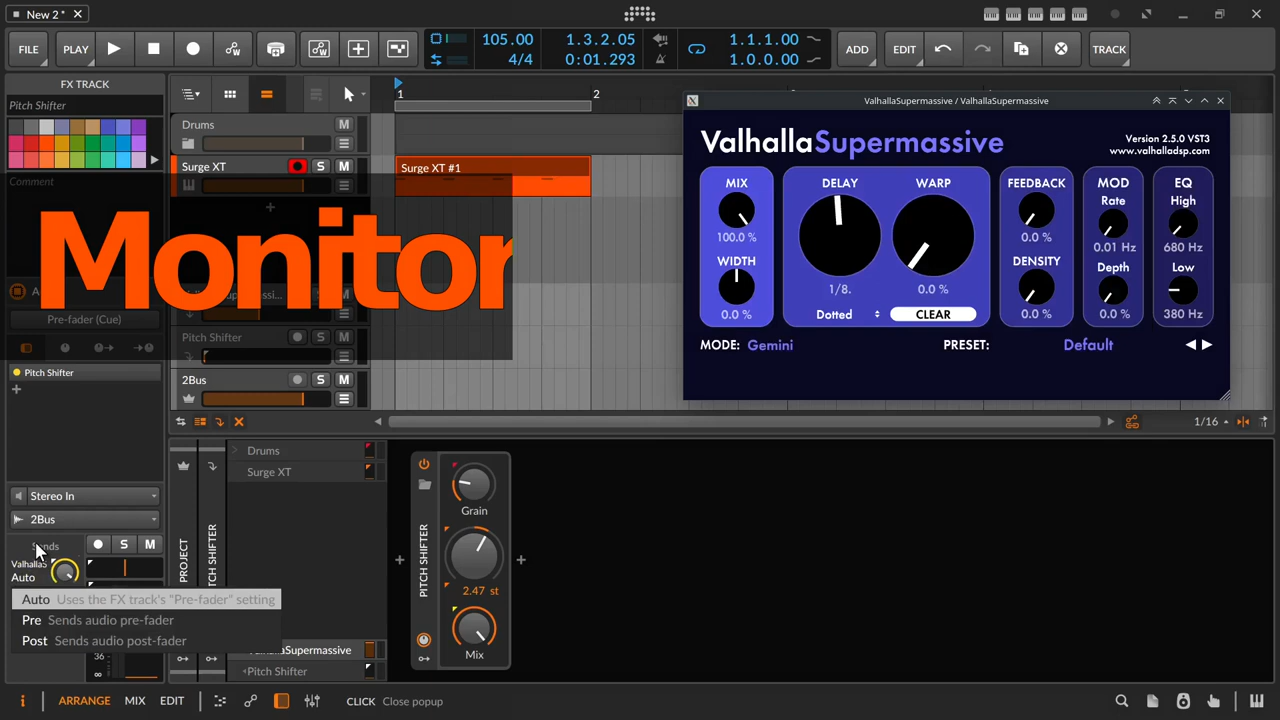 New 2 *
FILE
PLAY
105.00
4/4
1.3.2.05
0:01.293
1.1.1.00
1.0.0.00
ADD
EDIT
TRACK
FX TRACK
Pitch Shifter
Comment
Pre-fader (Cue)
Pitch Shifter
Stereo In
2Bus
Sends
ValhallaS
Auto
Auto Uses the FX track's "Pre-fader" setting
Pre Sends audio pre-fader
Post Sends audio post-fader
36
1
2
Drums
M
Surge XT
S
M
Surge XT #1
Monitor
Pitch Shifter
M
2Bus
S
M
ValhallaSupermassive / ValhallaSupermassive
ValhallaSupermassive
Version 2.5.0 VST3
www.valhalladsp.com
MIX
100.0 %
WIDTH
0.0 %
DELAY
1/8.
Dotted
WARP
0.0 %
CLEAR
FEEDBACK
0.0 %
DENSITY
0.0 %
MOD
Rate
0.01 Hz
Depth
0.0 %
EQ
High
680 Hz
Low
380 Hz
MODE: Gemini
PRESET: Default
1/16
S
M
Drums
Surge XT
ValhallaSupermassive
Pitch Shifter
PROJECT
PITCH SHIFTER
PITCH SHIFTER
Grain
2.47 st
Mix
i
ARRANGE
MIX
EDIT
CLICK Close popup